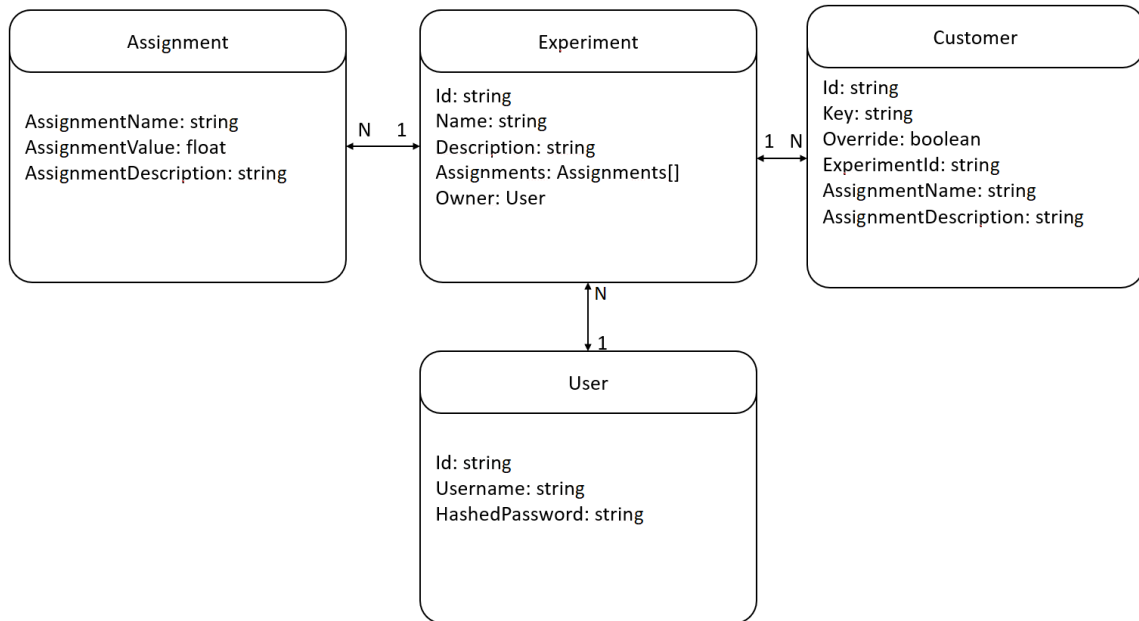 Assignment
AssignmentName: string
AssignmentValue: float
AssignmentDescription: string
N 1
Experiment
Id: string
Name: string
Description: string
Assignments: Assignments[]
Owner: User
1 N
Customer
Id: string
Key: string
Override: boolean
ExperimentId: string
AssignmentName: string
AssignmentDescription: string
N
1
User
Id: string
Username: string
HashedPassword: string